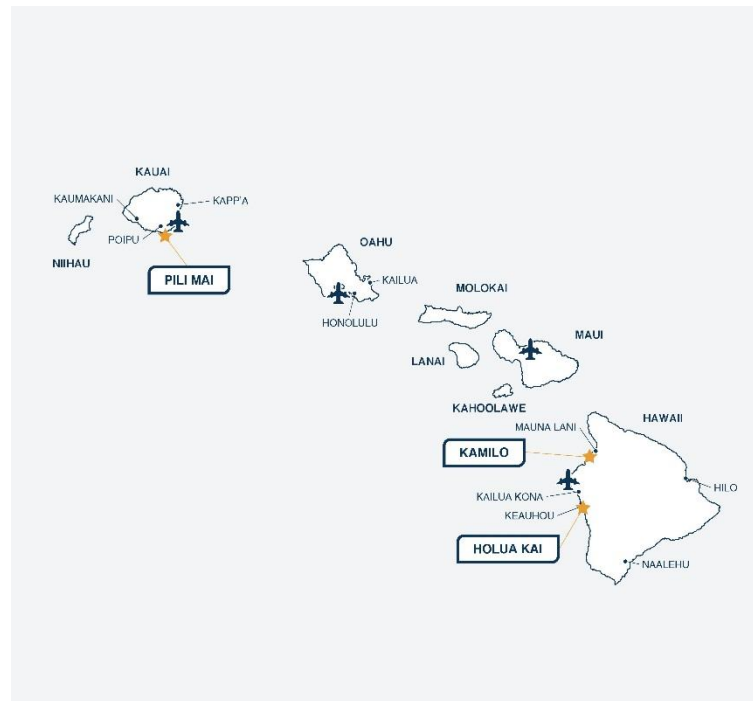 KAUAI
KAUMAKANI
KAPP'A
POIPU
NIIHAU
PILI MAI
OAHU
KAILUA
HONOLULU
MOLOKAI
MAUI
LANAI
KAHOOLAWE
HAWAII
MAUNA LANI
KAMILO
HILO
KAILUA KONA
KEAUHOU
HOLUA KAI
NAALEHU